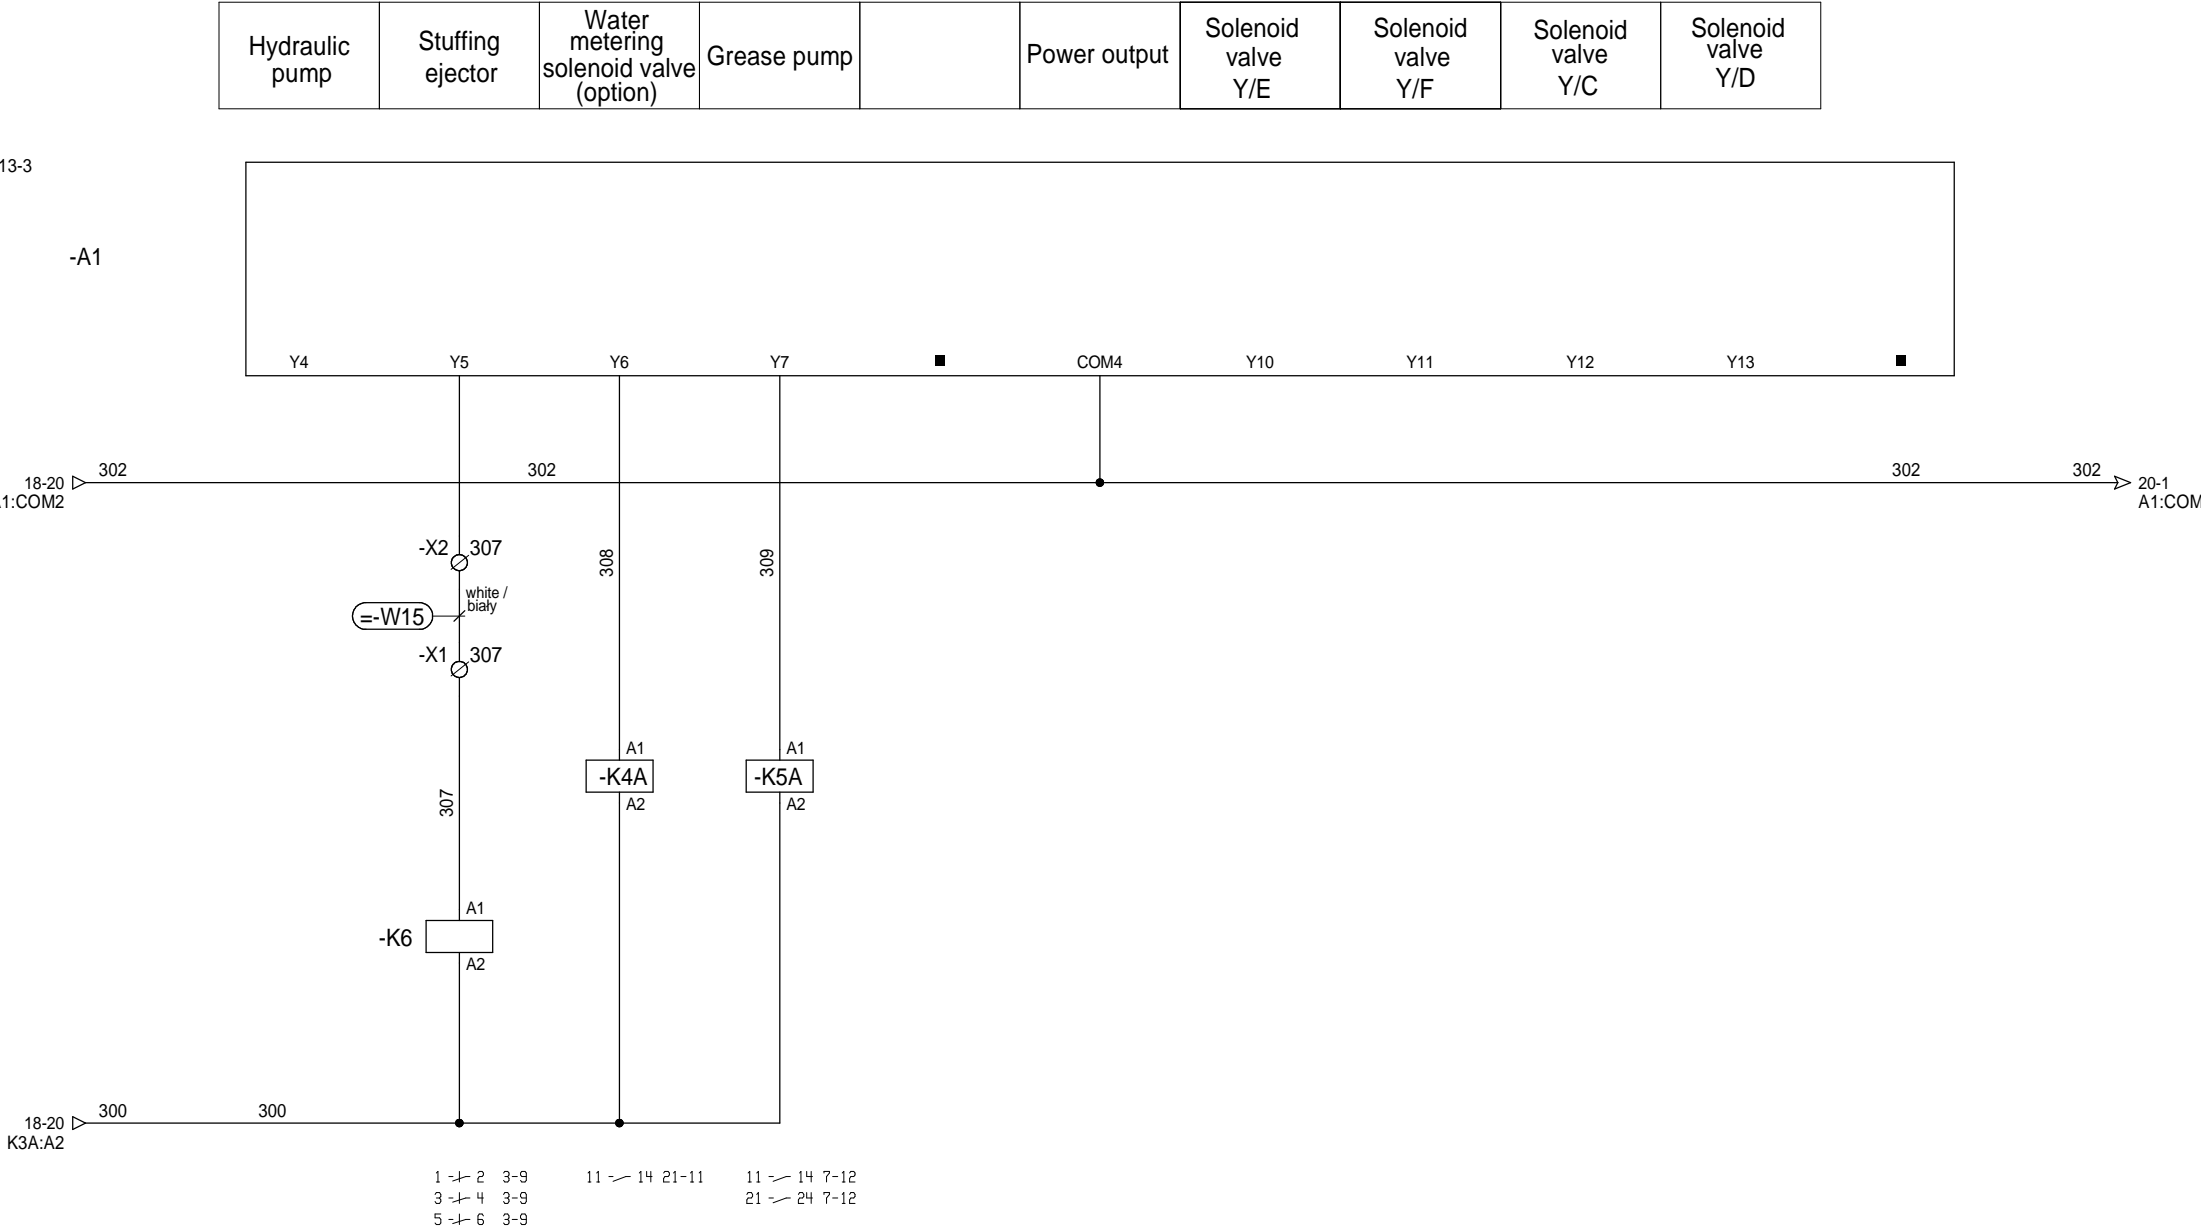 Hydraulic
pump
Stuffing
ejector
Water
metering
solenoid valve
(option)
Grease pump
Power output
Solenoid
valve
Y/E
Solenoid
valve
Y/F
Solenoid
valve
Y/C
Solenoid
valve
Y/D
13-3
-A1
Y4 Y5 Y6 Y7 COM4 Y10 Y11 Y12 Y13
302 302 302 302
18-20
1:COM2
20-1
A1:COM
-X2 307
308
309
white /
biały
=-W15
-X1 307
A1
-K4A
A2
A1
-K5A
A2
307
A1
-K6
A2
300 300
18-20
K3A:A2
1 2 3-9
3 4 3-9
5 6 3-9
11 14 21-11
11 14 7-12
21 24 7-12